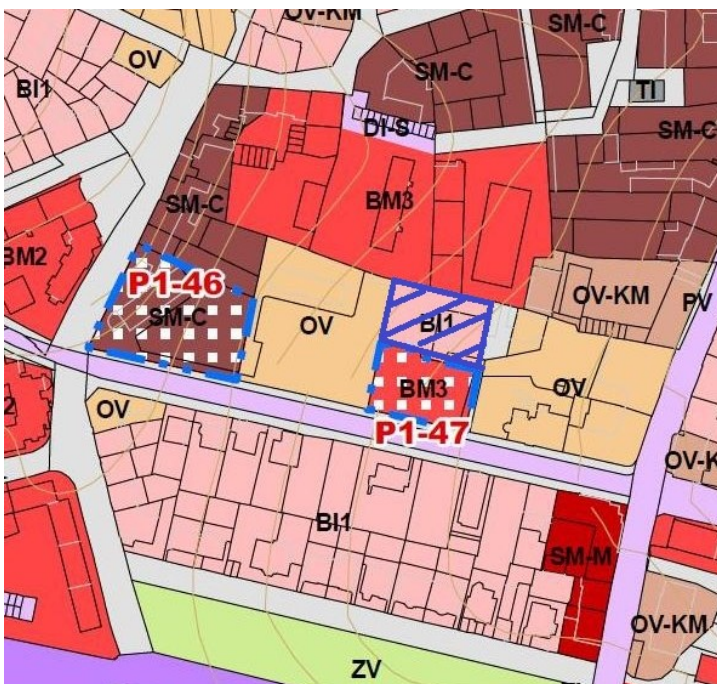 OV-KM
SM-C
OV
SM-C
BI1
TI
DI-S
SM-C
SM-C
BM3
BM2
P1-46
OV-KM
PV
SM-C
OV
BI1
BM3
OV
OV
P1-47
OV-K
BI1
SM-M
OV-KM
ZV